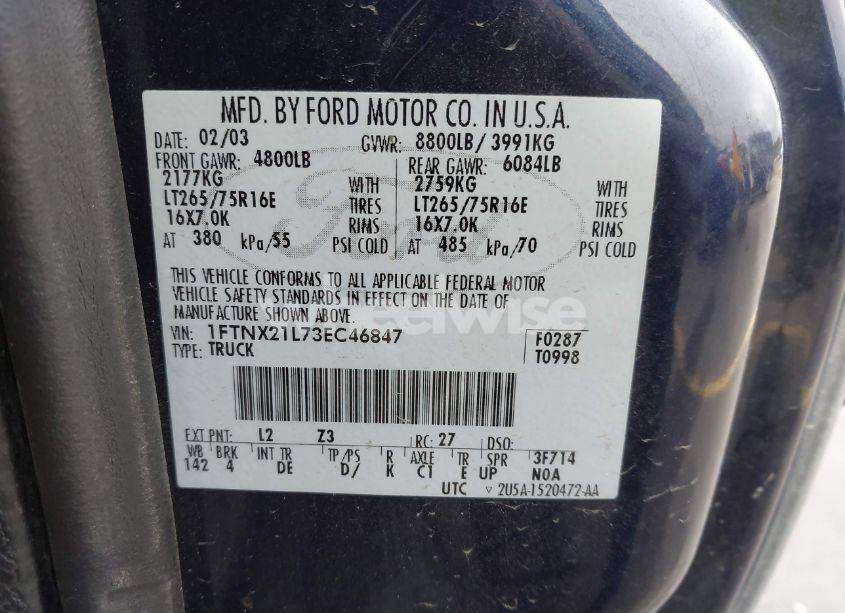 MFD. BY FORD MOTOR CO. IN U.S.A.
DATE: 02/03 GVWR: 8800LB/ 3991KG
FRONT GAWR: 4800LB REAR GAWR: 6084LB
2177KG WITH 2759KG WITH
LT265/75R16E TIRES LT265/75R16E TIRES
16X7.0K RIMS 16X7.0K RIMS
AT 380 kPa/55 PSI COLD AT 485 kPa/70 PSI COLD
Ford
THIS VEHICLE CONFORMS TO ALL APPLICABLE FEDERAL MOTOR
VEHICLE SAFETY STANDARDS IN EFFECT ON THE DATE OF
MANUFACTURE SHOWN ABOVE.
VIN: 1FTNX21L73EC46847 F0287
TYPE: TRUCK T0998
EXT PNT: L2 Z3 RC: 27 DSO:
WB BRK INT TR TP/PS R AXLE TR SPR 3F714
142 4 DE D/ K C1 E UP N0A
UTC ▽ 2U5A-1520472-AA